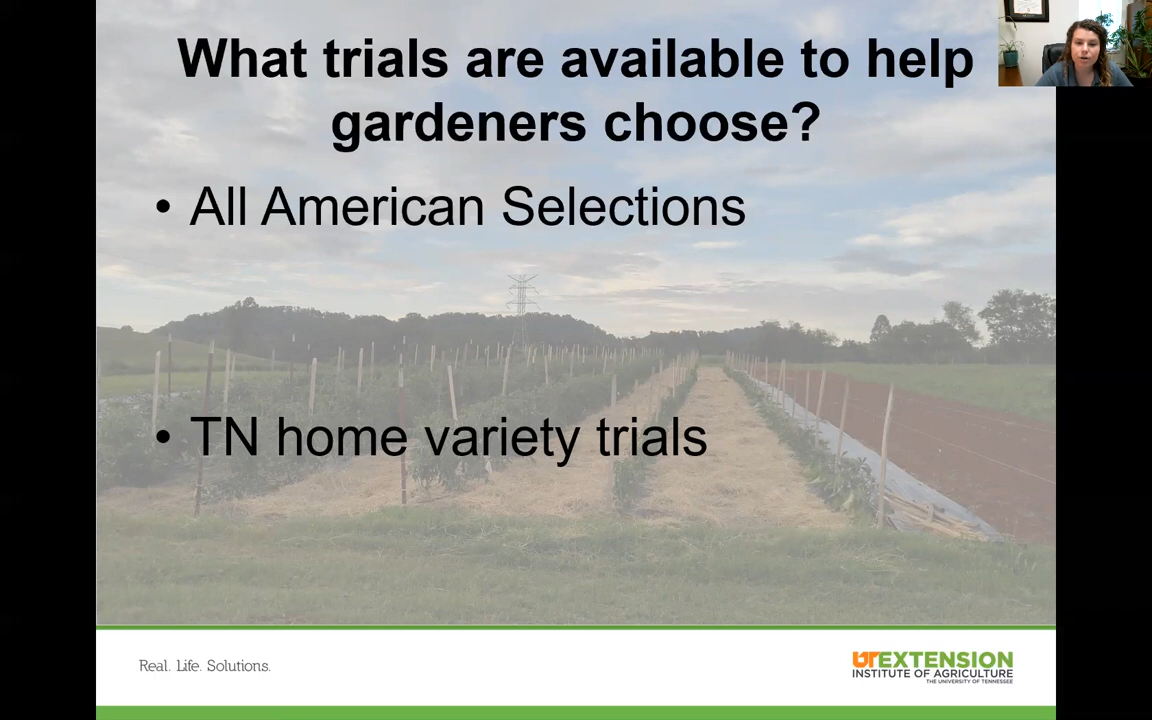 What trials are available to help
gardeners choose?
• All American Selections
• TN home variety trials
Real. Life. Solutions.
UTEXTENSION
INSTITUTE OF AGRICULTURE
THE UNIVERSITY OF TENNESSEE